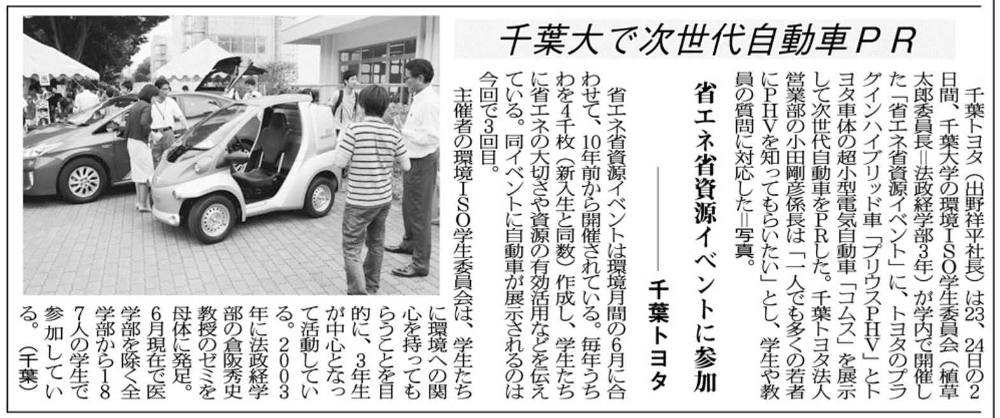 千葉大で次世代自動車PR
省エネ省資源イベントに参加
千葉トヨタ
千葉トヨタ（出野祥平社長）は23、24日の2
日間、千葉大学の環境ISO学生委員会（植草
太郎委員長＝法政経学部3年）が学内で開催し
た「省エネ省資源イベント」に、トヨタのプラ
グインハイブリッド車「プリウスPHV」とト
ヨタ車体の超小型電気自動車「コムス」を展示
して次世代自動車をPRした。千葉トヨタ法人
営業部の小田剛彦係長は「一人でも多くの若者
にPHVを知ってもらいたい」とし、学生や教
員の質問に対応した＝写真。
省エネ省資源イベントは環境月間の6月に合
わせて、10年前から開催されている。毎年うち
わを4千枚（新入生と同数）作成し、学生たち
に省エネの大切さや資源の有効活用などを伝え
ている。同イベントに自動車が展示されるのは
今回で3回目。
主催者の環境ISO学生委員会は、学生たち
に環境への関
心を持っても
らうことを目
的に、3年生
が中心となっ
て活動してい
る。2003
年に法政経学
部の倉阪秀史
教授のゼミを
母体に発足。
6月現在で医
学部を除く全
学部から18
7人の学生で
参加してい
る。（千葉）